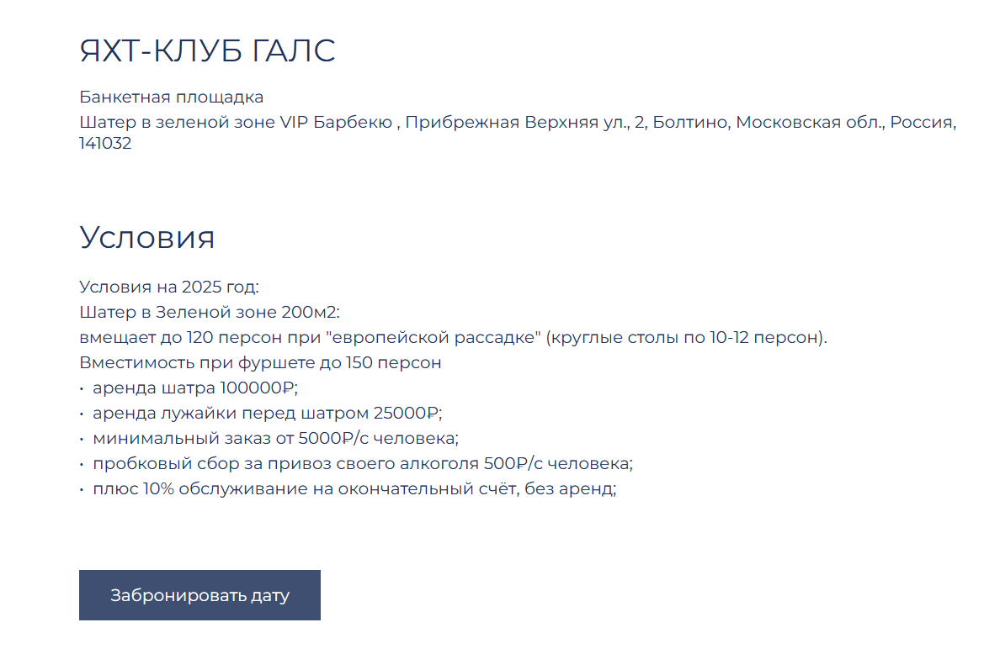 ЯХТ-КЛУБ ГАЛС
Банкетная площадка
Шатер в зеленой зоне VIP Барбекю , Прибрежная Верхняя ул., 2, Болтино, Московская обл., Россия,
141032
Условия
Условия на 2025 год:
Шатер в Зеленой зоне 200м2:
вмещает до 120 персон при "европейской рассадке" (круглые столы по 10-12 персон).
Вместимость при фуршете до 150 персон
• аренда шатра 100000₽;
• аренда лужайки перед шатром 25000₽;
• минимальный заказ от 5000₽/с человека;
• пробковый сбор за привоз своего алкоголя 500₽/с человека;
• плюс 10% обслуживание на окончательный счёт, без аренд;
Забронировать дату